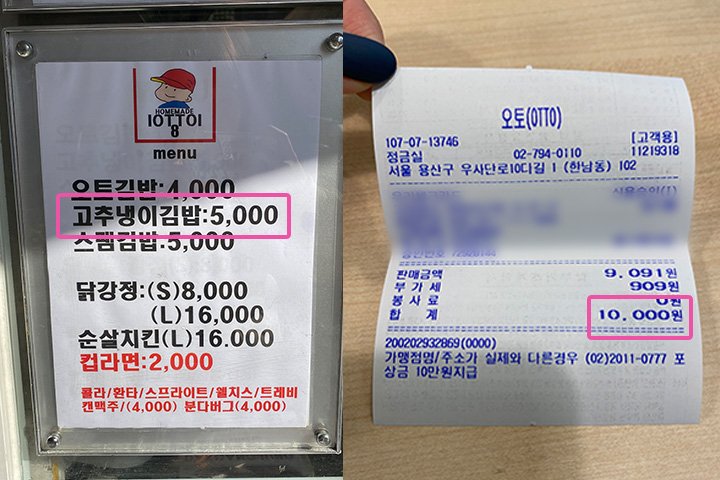 HOMEMADE
IOTTOI
8
menu
오토김밥:4,000
고추냉이김밥:5,000
스팸김밥:5,000
닭강정:(S)8,000
(L)16,000
순살치킨(L)16.000
컵라면:2,000
콜라/환타/스프라이트/웰치스/트레비
캔맥주/(4,000) 분다버그(4,000)
오토(OTTO)
107-07-13746 [고객용]
정금실 02-794-0110 11219318
서울 용산구 우사단로10디길 1 (한남동) 102
판매금액 9.091원
부가세 909원
봉사료 0원
합계 10.000원
200202932869(0000)
가맹점명/주소가 실제와 다른경우 (02)2011-0777 포
상금 10만원지급